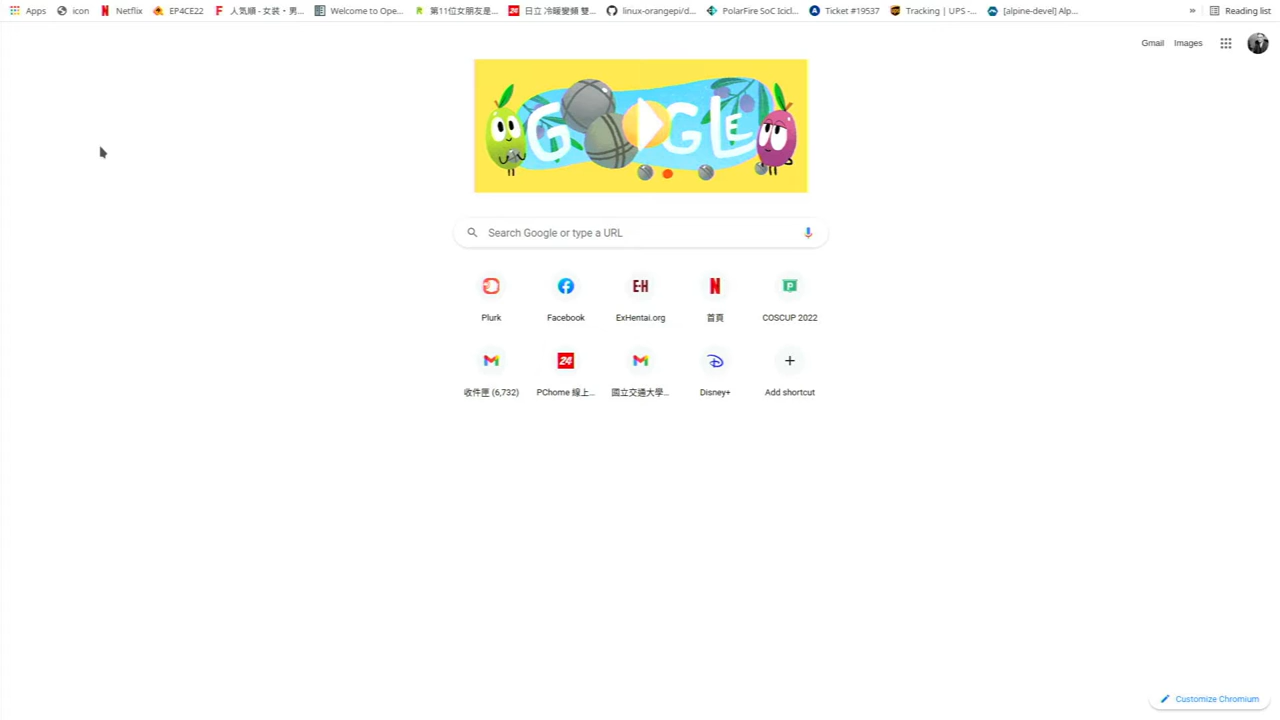 Apps icon Netflix EP4CE22 人気順 - 女装・男... Welcome to Ope... 第11位女朋友是... 日立 冷暖變頻 雙... linux-orangepi/d... PolarFire SoC Icicl... Ticket #19537 Tracking | UPS -... [alpine-devel] Alp... » Reading list
Gmail Images
GOOGLE
Search Google or type a URL
E-H N P
Plurk Facebook ExHentai.org 首頁 COSCUP 2022
24
收件匣 (6,732) PChome 線上... 國立交通大學... Disney+ Add shortcut
Customize Chromium